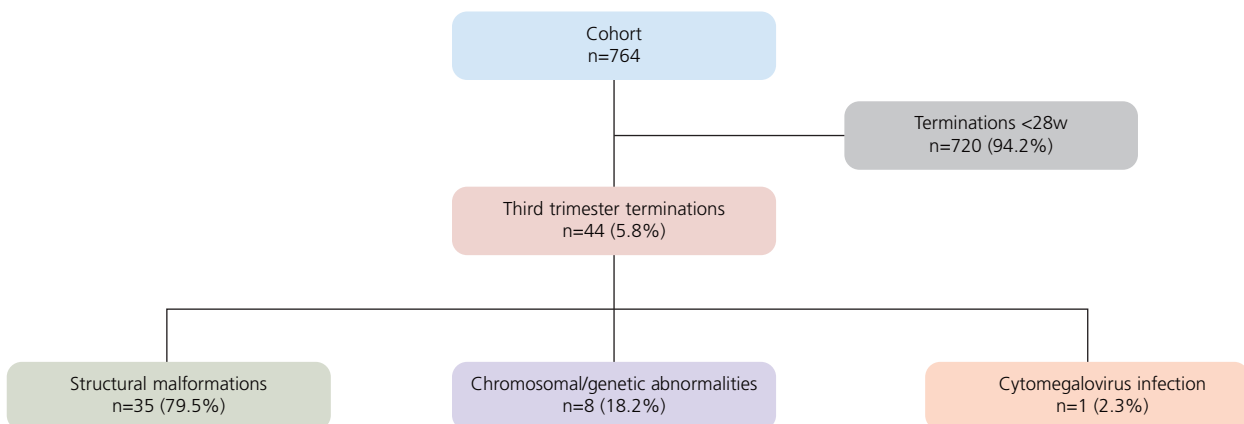 Cohort
n=764
Terminations <28w
n=720 (94.2%)
Third trimester terminations
n=44 (5.8%)
Structural malformations
n=35 (79.5%)
Chromosomal/genetic abnormalities
n=8 (18.2%)
Cytomegalovirus infection
n=1 (2.3%)